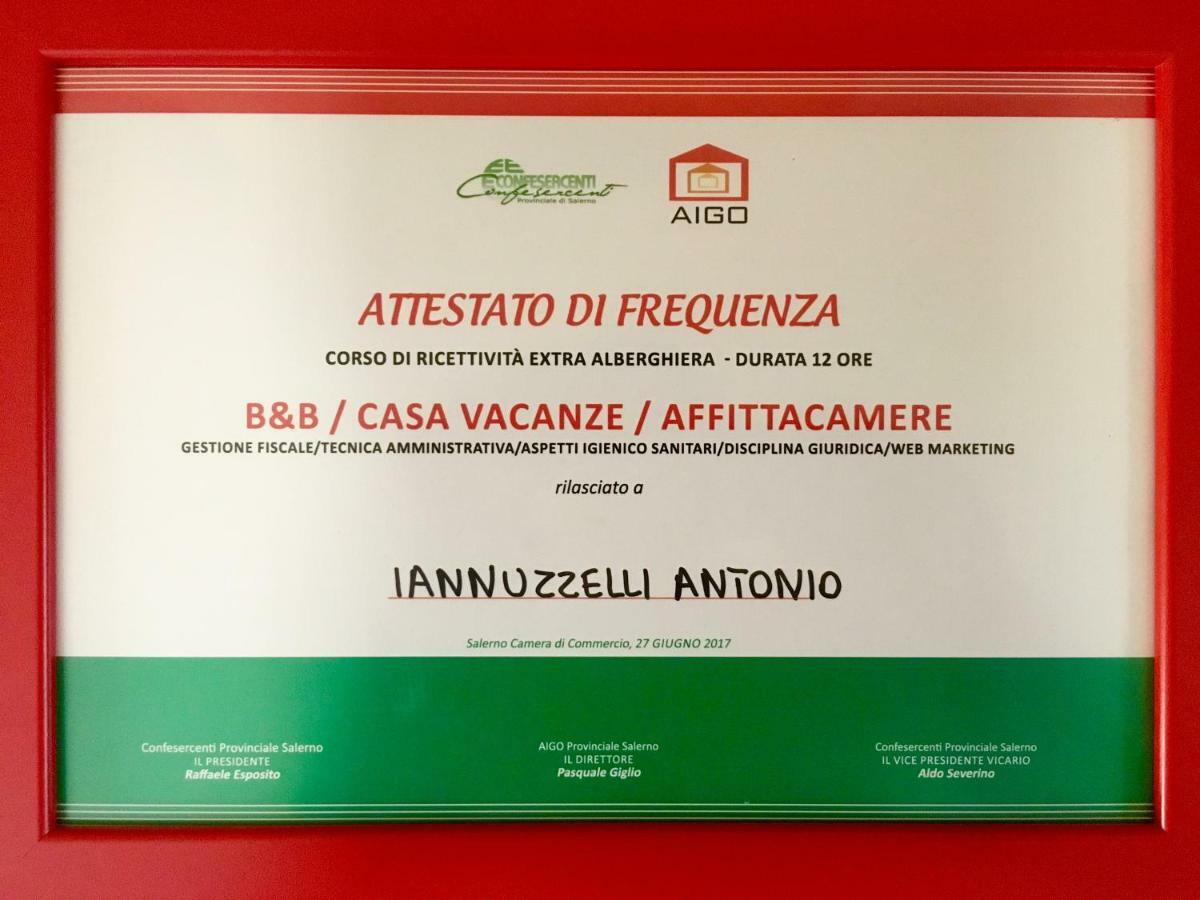 CONFESERCENTI
Confesercenti
Provinciale di Salerno
AIGO
ATTESTATO DI FREQUENZA
CORSO DI RICETTIVITÀ EXTRA ALBERGHIERA - DURATA 12 ORE
B&B / CASA VACANZE / AFFITTACAMERE
GESTIONE FISCALE/TECNICA AMMINISTRATIVA/ASPETTI IGIENICO SANITARI/DISCIPLINA GIURIDICA/WEB MARKETING
rilasciato a
IANNUZZELLI ANTONIO
Salerno Camera di Commercio, 27 GIUGNO 2017
Confesercenti Provinciale Salerno
IL PRESIDENTE
Raffaele Esposito
AIGO Provinciale Salerno
IL DIRETTORE
Pasquale Giglio
Confesercenti Provinciale Salerno
IL VICE PRESIDENTE VICARIO
Aldo Severino